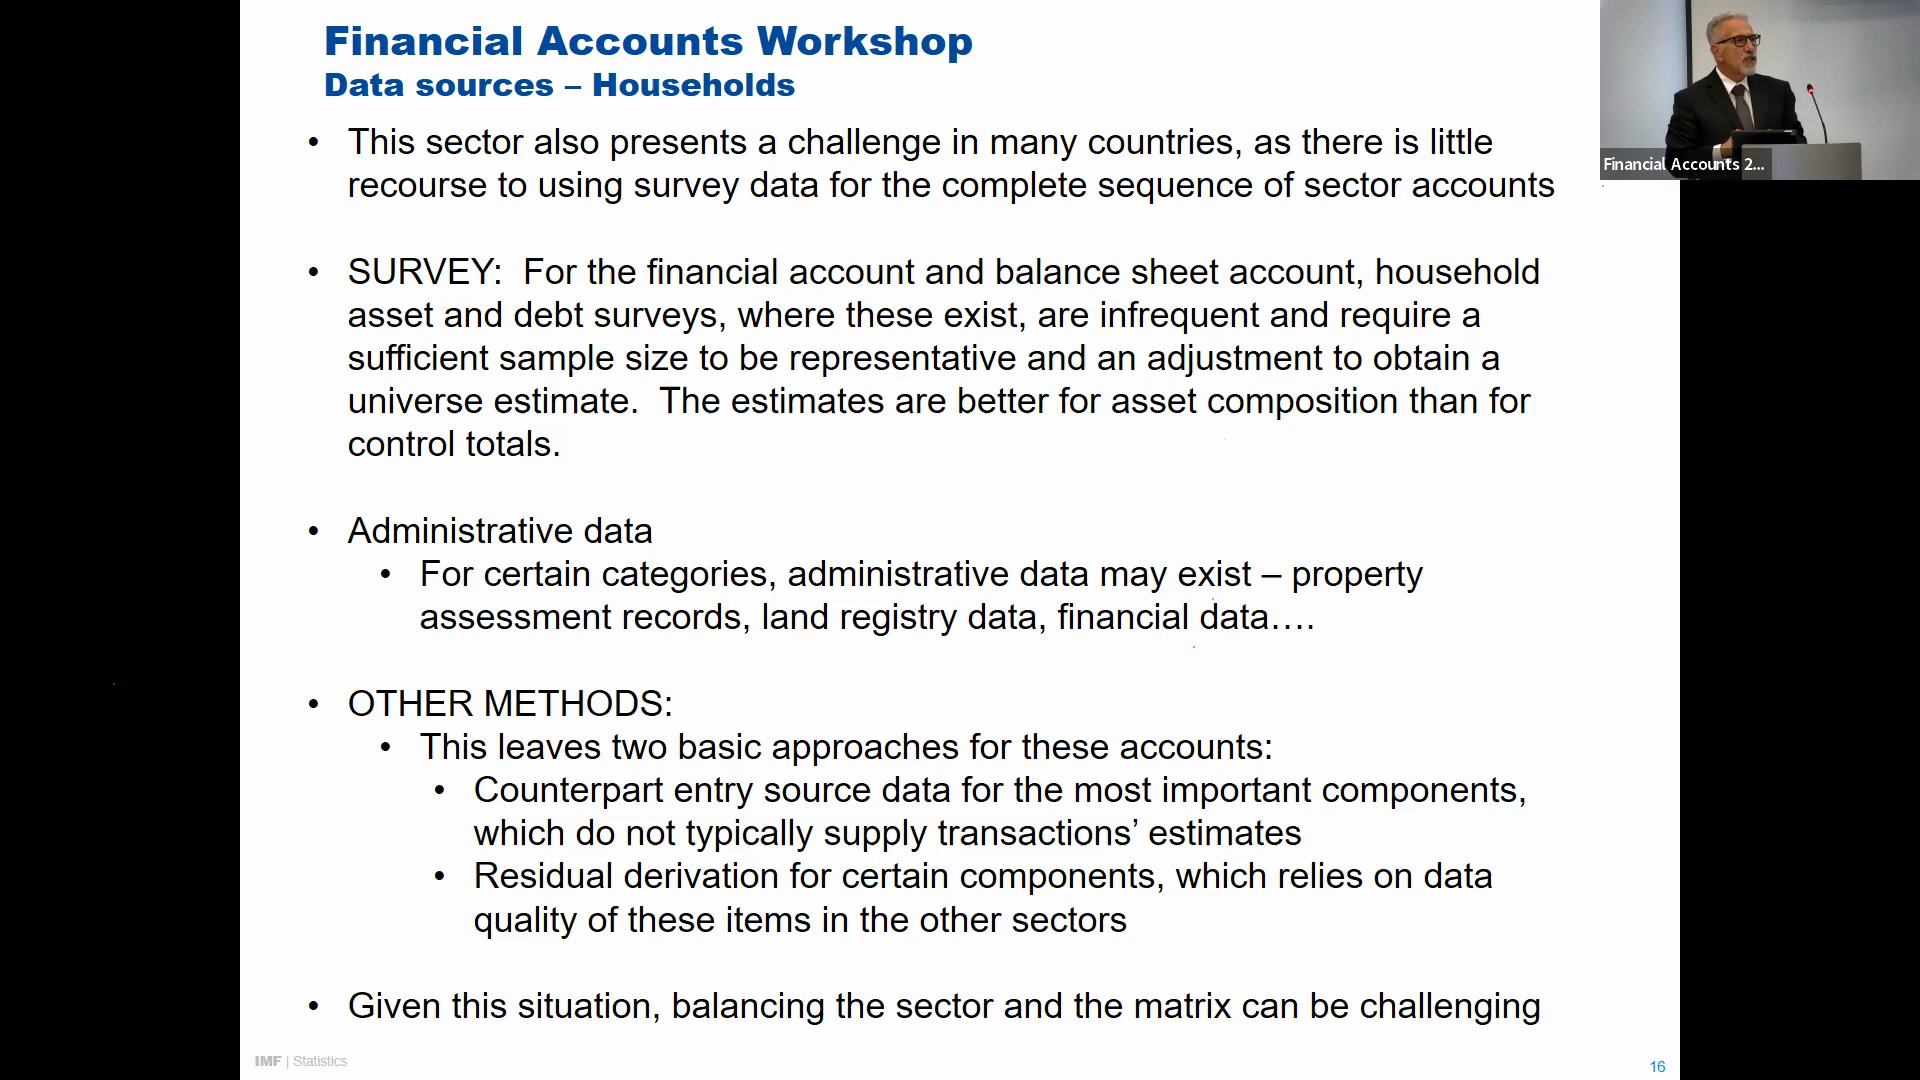 Financial Accounts Workshop
Data sources – Households
• This sector also presents a challenge in many countries, as there is little
recourse to using survey data for the complete sequence of sector accounts
• SURVEY:  For the financial account and balance sheet account, household
asset and debt surveys, where these exist, are infrequent and require a
sufficient sample size to be representative and an adjustment to obtain a
universe estimate.  The estimates are better for asset composition than for
control totals.
• Administrative data
• For certain categories, administrative data may exist – property
assessment records, land registry data, financial data….
• OTHER METHODS:
• This leaves two basic approaches for these accounts:
• Counterpart entry source data for the most important components,
which do not typically supply transactions’ estimates
• Residual derivation for certain components, which relies on data
quality of these items in the other sectors
• Given this situation, balancing the sector and the matrix can be challenging
IMF | Statistics
16
Financial Accounts 2...